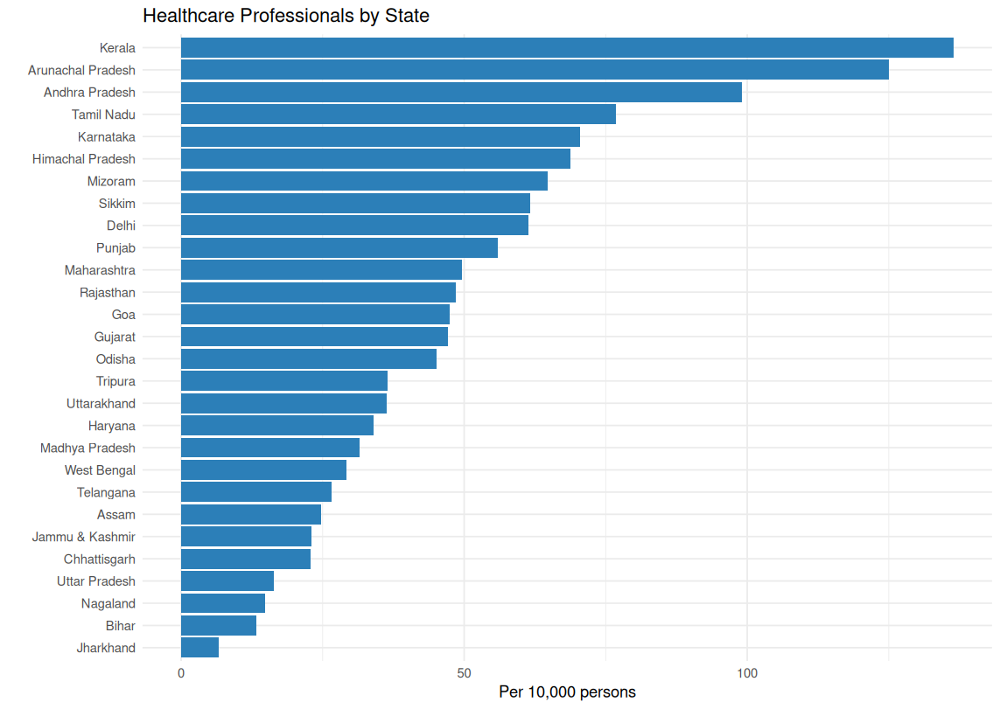 Healthcare Professionals by State
Kerala
Arunachal Pradesh
Andhra Pradesh
Tamil Nadu
Karnataka
Himachal Pradesh
Mizoram
Sikkim
Delhi
Punjab
Maharashtra
Rajasthan
Goa
Gujarat
Odisha
Tripura
Uttarakhand
Haryana
Madhya Pradesh
West Bengal
Telangana
Assam
Jammu & Kashmir
Chhattisgarh
Uttar Pradesh
Nagaland
Bihar
Jharkhand
0 50 100
Per 10,000 persons